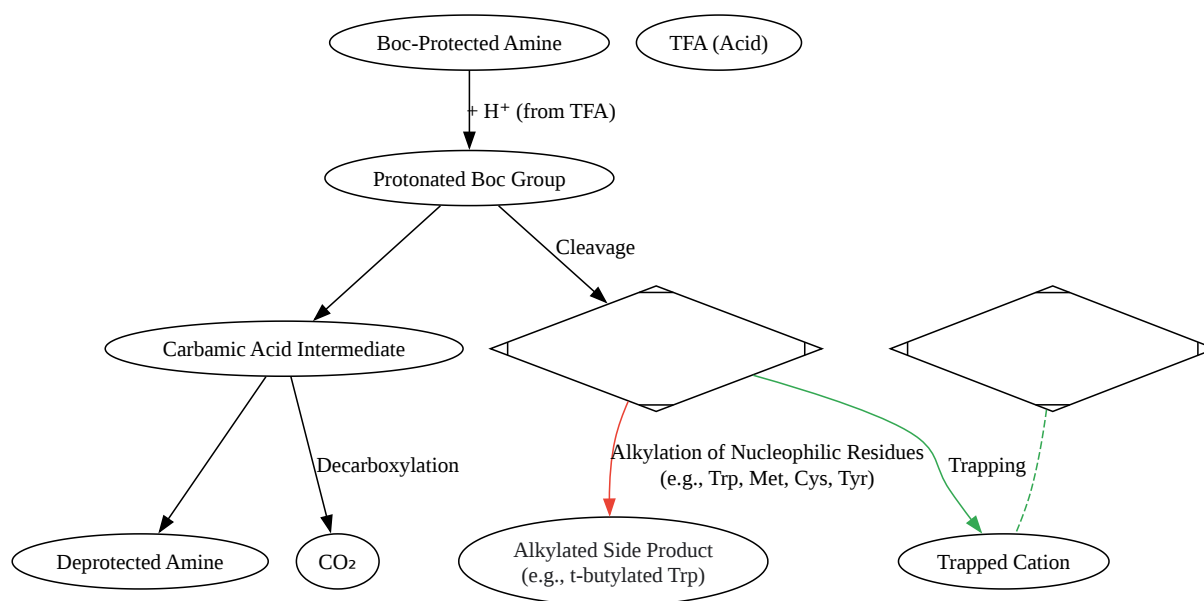 Boc-Protected Amine
TFA (Acid)
+ H⁺ (from TFA)
Protonated Boc Group
Cleavage
Carbamic Acid Intermediate
Decarboxylation
Alkylation of Nucleophilic Residues
(e.g., Trp, Met, Cys, Tyr)
Trapping
Deprotected Amine
CO₂
Alkylated Side Product
(e.g., t-butylated Trp)
Trapped Cation